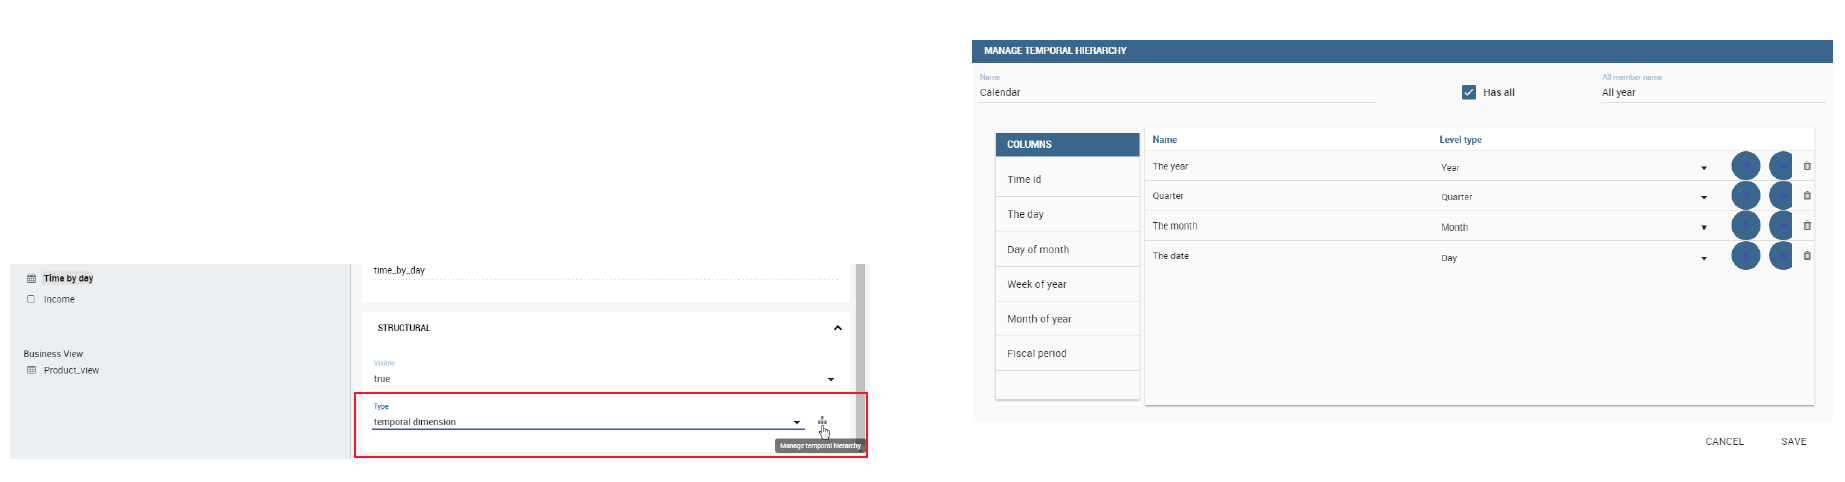 Time by day
Income
Business View
Product_view
time_by_day
STRUCTURAL
Visible
true
Type
temporal dimension
Manage temporal hierarchy
MANAGE TEMPORAL HIERARCHY
Name
Calendar
Has all
All member name
All year
COLUMNS
Time id
The day
Day of month
Week of year
Month of year
Fiscal period
Name Level type
The year Year
Quarter Quarter
The month Month
The date Day
CANCEL SAVE